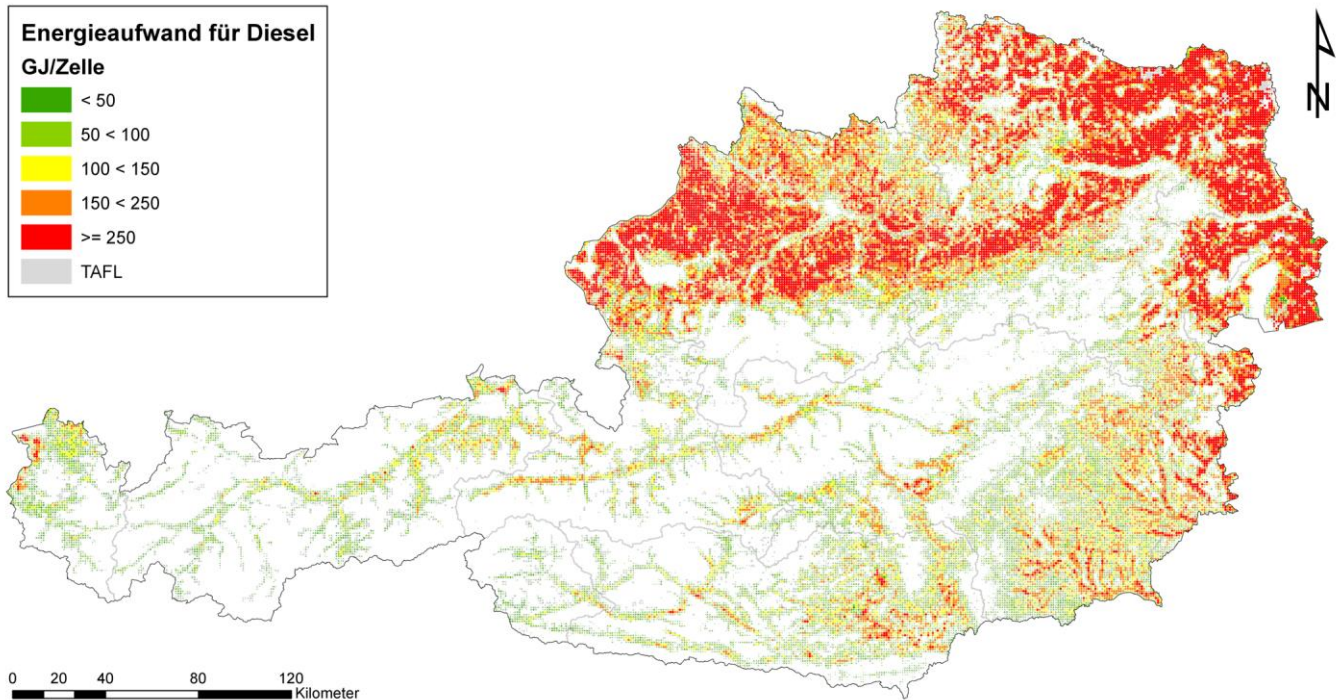 Energieaufwand für Diesel
GJ/Zelle
< 50
50 < 100
100 < 150
150 < 250
>= 250
TAFL
N
0 20 40 80 120
Kilometer